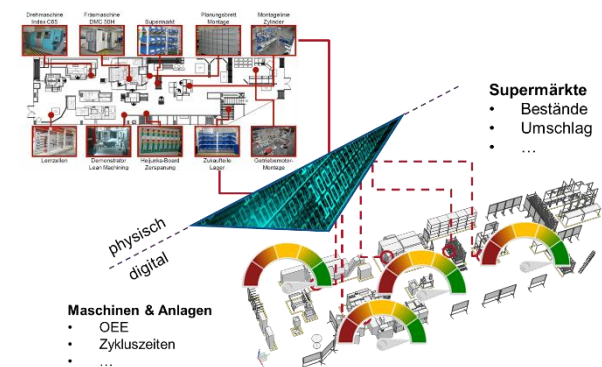 Drehmaschine
Index C65
Fräsmaschine
DMC 50H
Supermarkt
Planungsbrett
Montage
Montagelinie
Zylinder
Lernzellen
Demonstrator
Lean Machining
Heijunka-Board
Zerspanung
Zukaufteile
Lager
Getriebemotor-
Montage
Supermärkte
• Bestände
• Umschlag
• …
physisch
digital
Maschinen & Anlagen
• OEE
• Zykluszeiten
• …